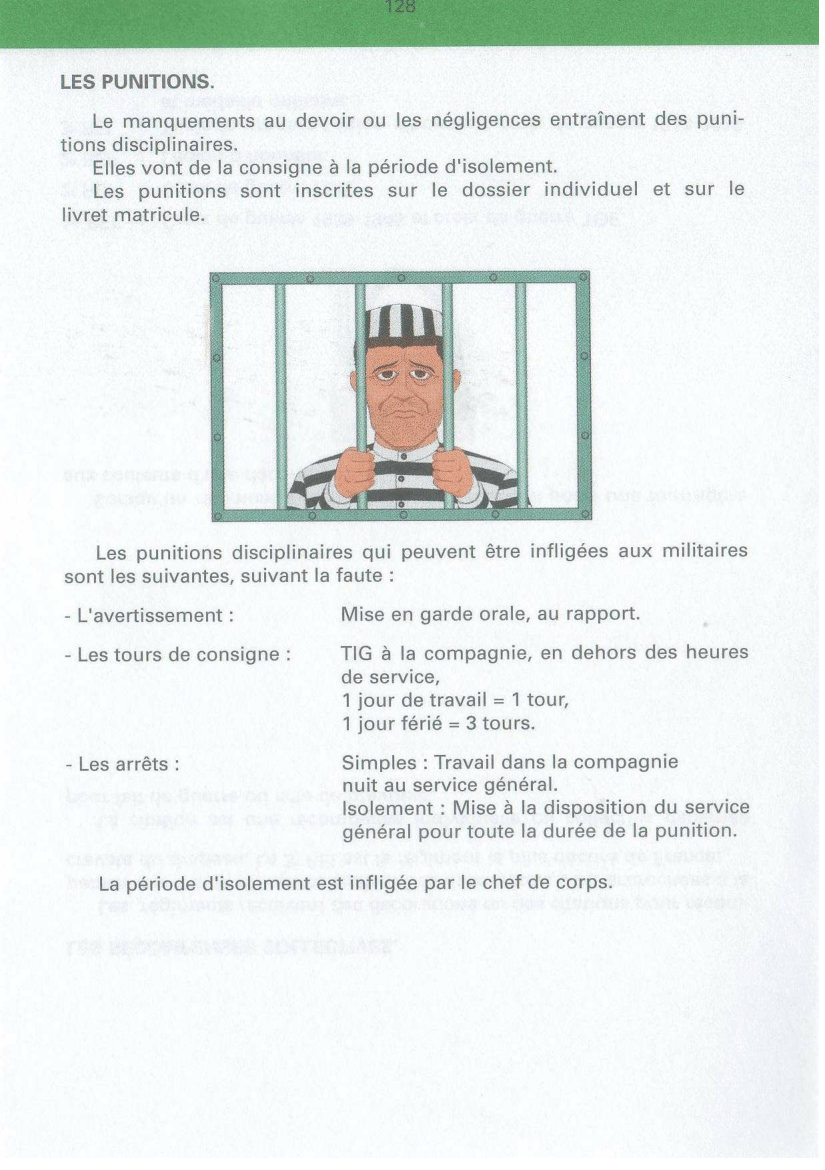 128
LES PUNITIONS.
Le manquements au devoir ou les négligences entraînent des puni-
tions disciplinaires.
Elles vont de la consigne à la période d'isolement.
Les punitions sont inscrites sur le dossier individuel et sur le
livret matricule.
Les punitions disciplinaires qui peuvent être infligées aux militaires
sont les suivantes, suivant la faute :
- L'avertissement : Mise en garde orale, au rapport.
- Les tours de consigne : TIG à la compagnie, en dehors des heures
de service,
1 jour de travail = 1 tour,
1 jour férié = 3 tours.
- Les arrêts : Simples : Travail dans la compagnie
nuit au service général.
Isolement : Mise à la disposition du service
général pour toute la durée de la punition.
La période d'isolement est infligée par le chef de corps.